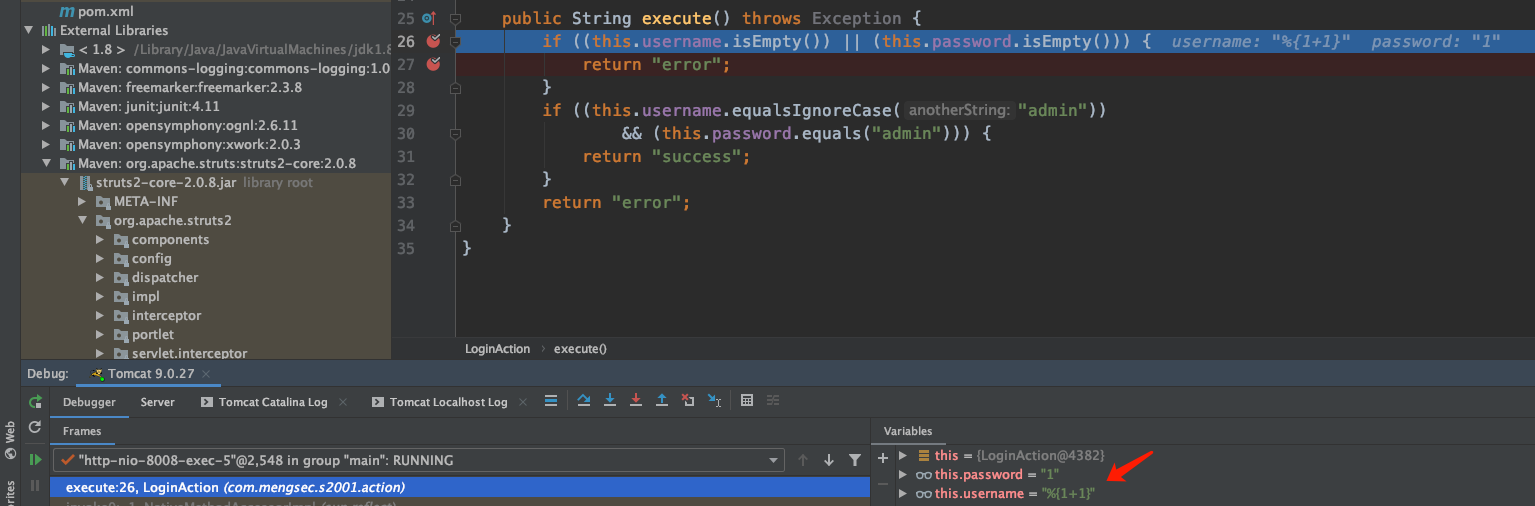 pom.xml
External Libraries
< 1.8 > /Library/Java/JavaVirtualMachines/jdk1.8
Maven: commons-logging:commons-logging:1.0
Maven: freemarker:freemarker:2.3.8
Maven: junit:junit:4.11
Maven: opensymphony:ognl:2.6.11
Maven: opensymphony:xwork:2.0.3
Maven: org.apache.struts:struts2-core:2.0.8
struts2-core-2.0.8.jar library root
META-INF
org.apache.struts2
components
config
dispatcher
impl
interceptor
portlet
servlet.interceptor
25 public String execute() throws Exception {
26 if ((this.username.isEmpty()) || (this.password.isEmpty())) { username: "%{1+1}" password: "1"
27 return "error";
28 }
29 if ((this.username.equalsIgnoreCase( anotherString: "admin"))
30 && (this.password.equals("admin"))) {
31 return "success";
32 }
33 return "error";
34 }
35 }
LoginAction › execute()
Debug: Tomcat 9.0.27 ×
Debugger Server Tomcat Catalina Log × Tomcat Localhost Log ×
Frames
"http-nio-8008-exec-5"@2,548 in group "main": RUNNING
execute:26, LoginAction (com.mengsec.s2001.action)
Variables
this = {LoginAction@4382}
this.password = "1"
this.username = "%{1+1}"
Web